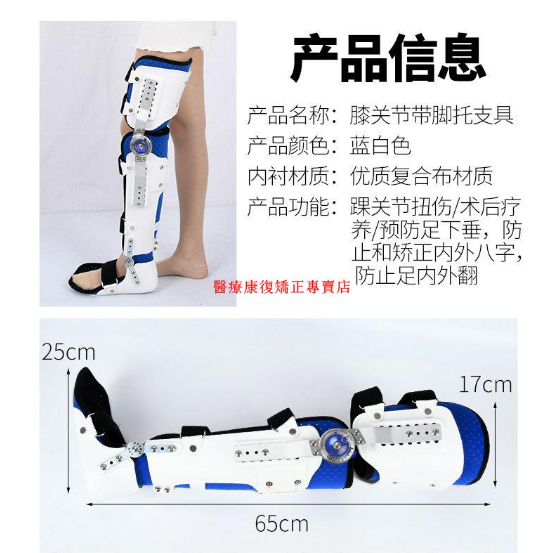 产品信息
产品名称：膝关节带脚托支具
产品颜色：蓝白色
内衬材质：优质复合布材质
产品功能：踝关节扭伤/术后疗
养/预防足下垂，防
止和矫正内外八字，
防止足内外翻
醫療康復矯正專賣店
25cm
17cm
65cm